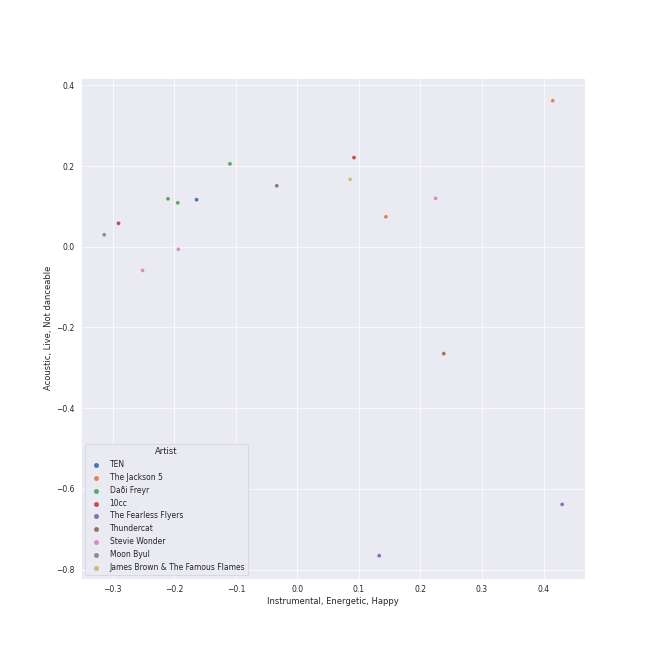 0.4
0.2
0.0
−0.2
−0.4
−0.6
−0.8
Acoustic, Live, Not danceable
Artist
TEN
The Jackson 5
Daði Freyr
10cc
The Fearless Flyers
Thundercat
Stevie Wonder
Moon Byul
James Brown & The Famous Flames
−0.3 −0.2 −0.1 0.0 0.1 0.2 0.3 0.4
Instrumental, Energetic, Happy